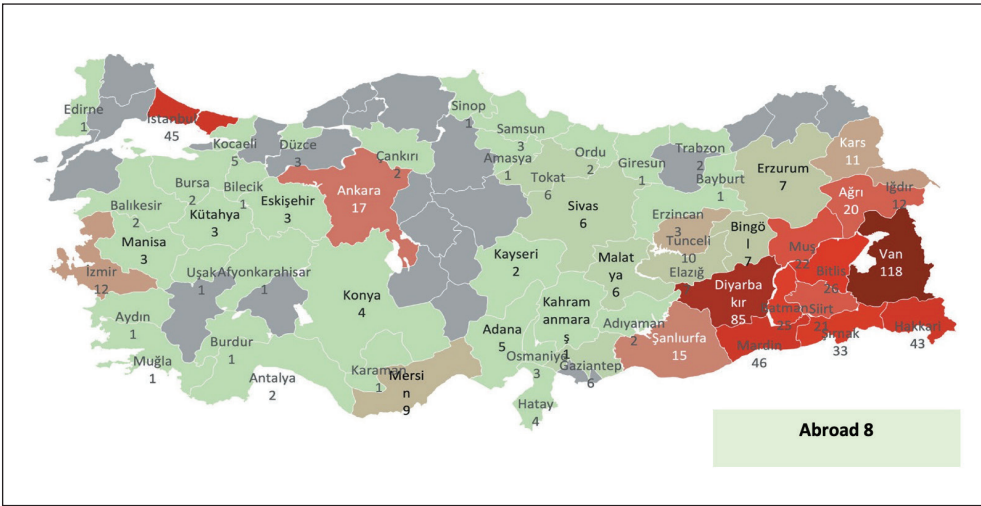 Edirne
1
Istanbul
45
Kocaeli
5
Düzce
3
Çankırı
2
Sinop
1
Samsun
3
Amasya
1
Tokat
6
Ordu
2
Giresun
1
Trabzon
2
Bayburt
1
Erzurum
7
Kars
11
Ağrı
20
Iğdır
12
Balıkesir
2
Bursa
2
Bilecik
1
Kütahya
3
Eskişehir
3
Ankara
17
Sivas
6
Erzincan
3
Tunceli
10
Bingö
l
7
Muş
22
Bitlis
26
Van
118
Manisa
3
İzmir
12
Uşak
1
Afyonkarahisar
1
Konya
4
Kayseri
2
Malat
ya
6
Elazığ
Diyarba
kır
85
Batman
25
Siirt
21
Şırnak
33
Hakkari
43
Aydın
1
Muğla
1
Burdur
1
Antalya
2
Karaman
1
Mersi
n
9
Adana
5
Kahram
anmara
ş
1
Osmaniye
3
Adıyaman
2
Gaziantep
6
Şanlıurfa
15
Mardin
46
Hatay
4
Abroad 8